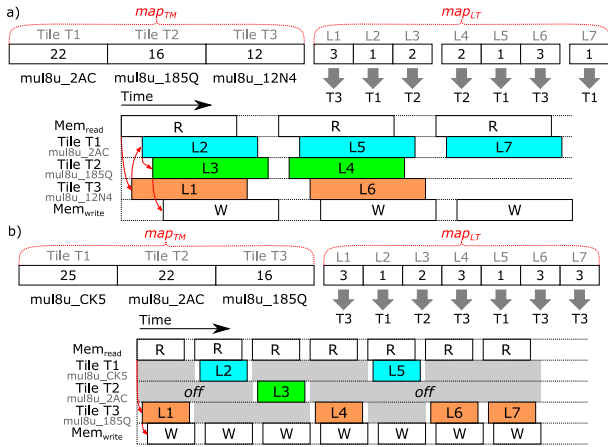 a)
map_TM
map_LT
Tile T1 Tile T2 Tile T3
L1 L2 L3 L4 L5 L6 L7
22 16 12
3 1 2 2 1 3 1
mul8u_2AC mul8u_185Q mul8u_12N4
T3 T1 T2 T2 T1 T3 T1
Time
Mem_read R R R
Tile T1 L2 L5 L7
mul8u_2AC
Tile T2 L3 L4
mul8u_185Q
Tile T3 L1 L6
mul8u_12N4
Mem_write W W W
b)
map_TM
map_LT
Tile T1 Tile T2 Tile T3
L1 L2 L3 L4 L5 L6 L7
25 22 16
3 1 2 3 1 3 3
mul8u_CK5 mul8u_2AC mul8u_185Q
T3 T1 T2 T3 T1 T3 T3
Time
Mem_read R R R R R R R
Tile T1 L2 L5
mul8u_CK5
Tile T2 off L3 off
mul8u_2AC
Tile T3 L1 L4 L6 L7
mul8u_185Q
Mem_write W W W W W W W